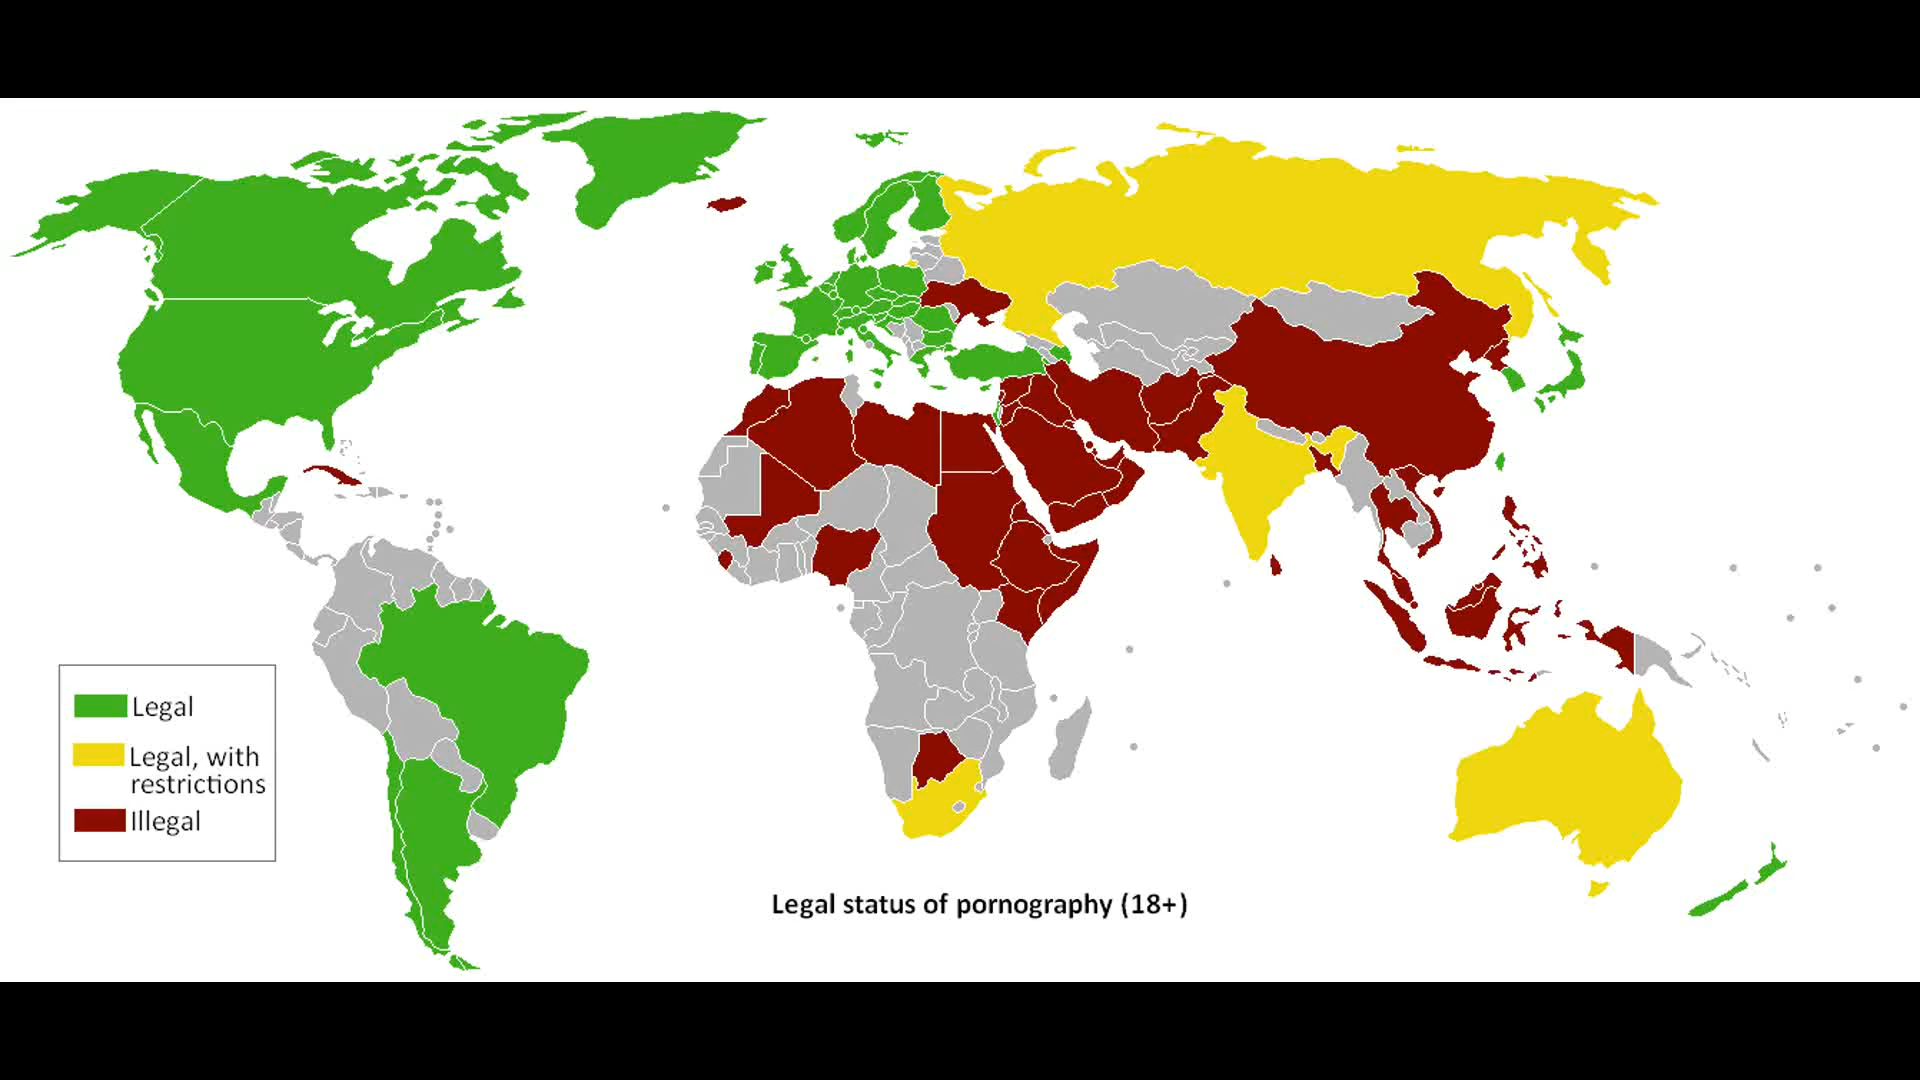 Legal
Legal, with
restrictions
Illegal
Legal status of pornography (18+)